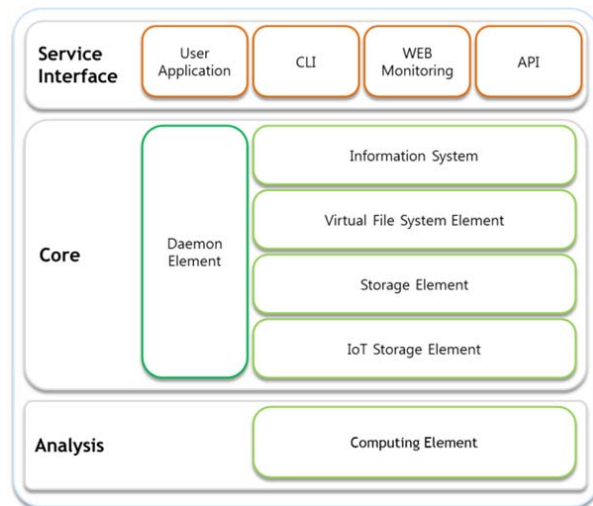 Service
Interface
User
Application
CLI
WEB
Monitoring
API
Core
Daemon
Element
Information System
Virtual File System Element
Storage Element
IoT Storage Element
Analysis
Computing Element